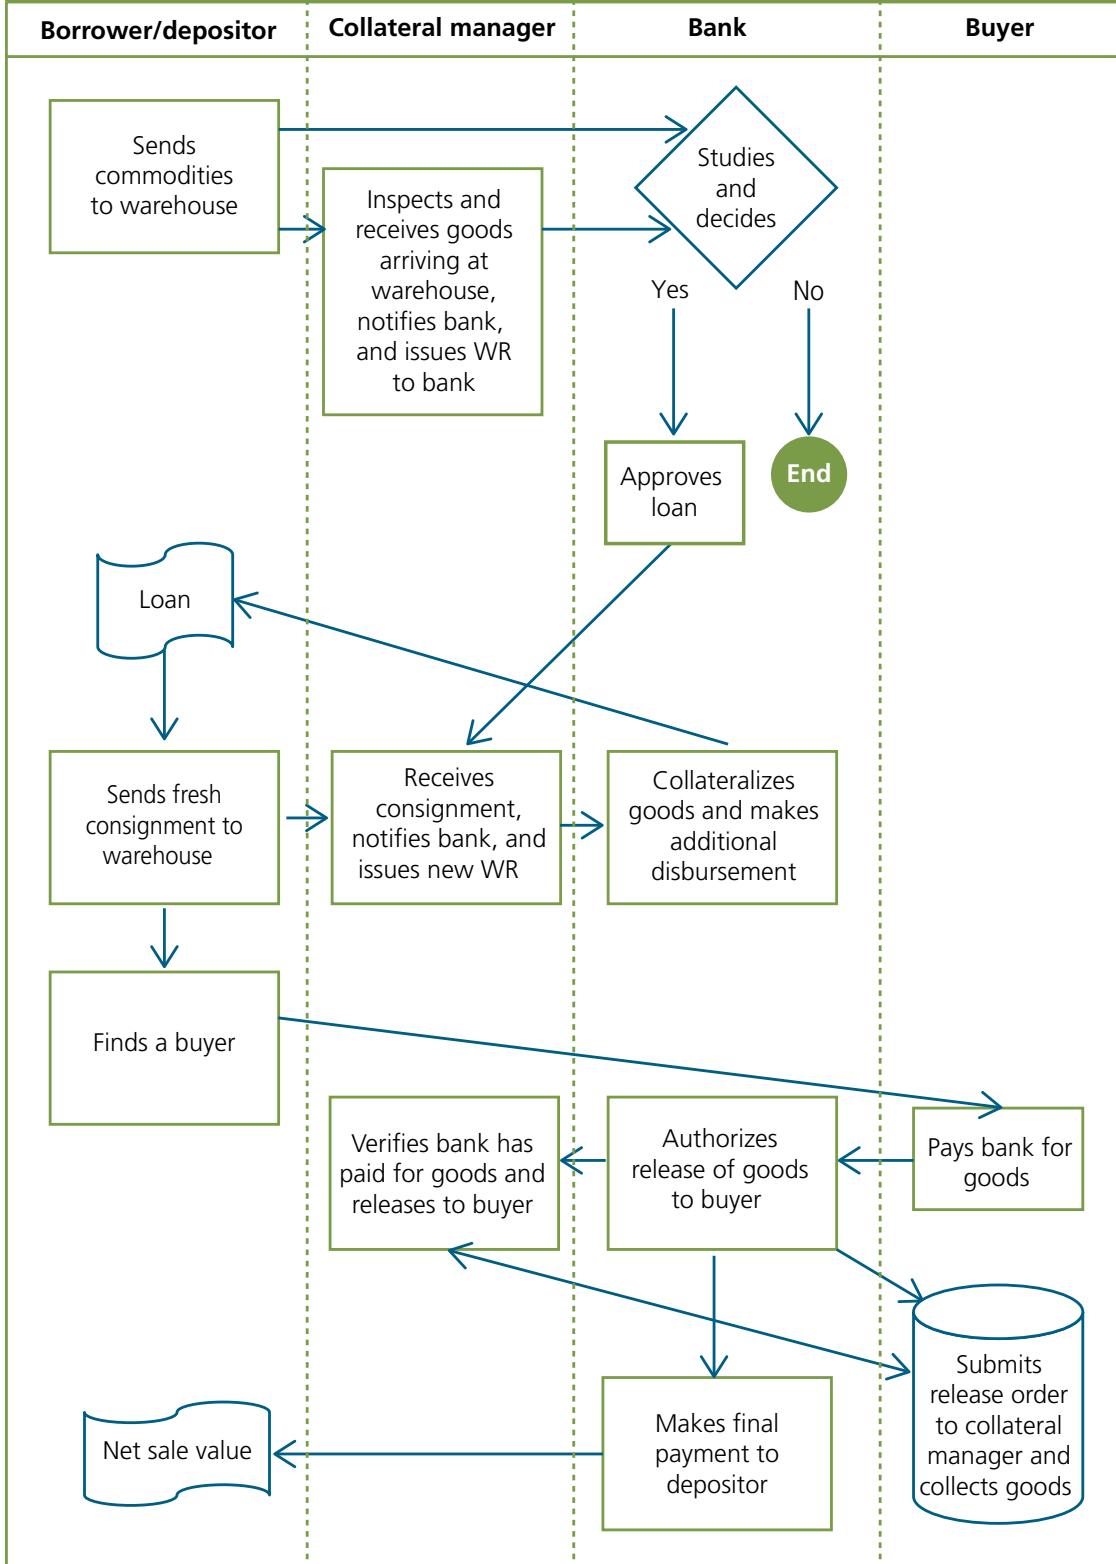 Borrower/depositor
Collateral manager
Bank
Buyer
Sends
commodities
to warehouse
Inspects and
receives goods
arriving at
warehouse,
notifies bank,
and issues WR
to bank
Studies
and
decides
Yes
No
Approves
loan
End
Loan
Sends fresh
consignment to
warehouse
Receives
consignment,
notifies bank, and
issues new WR
Collateralizes
goods and makes
additional
disbursement
Finds a buyer
Verifies bank has
paid for goods and
releases to buyer
Authorizes
release of goods
to buyer
Pays bank for
goods
Submits
release order
to collateral
manager and
collects goods
Makes final
payment to
depositor
Net sale value